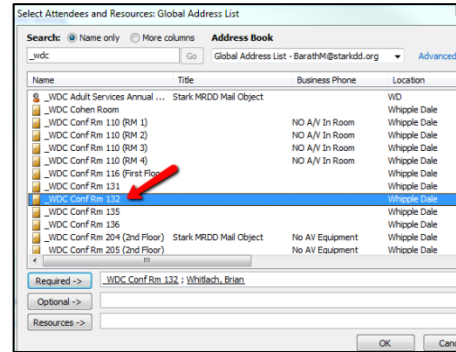 Select Attendees and Resources: Global Address List
Search: Name only More columns Address Book
_wdc Go Global Address List - BarathM@starkdd.org Advanced
Name Title Business Phone Location
_WDC Adult Services Annual ... Stark MRDD Mail Object WD
_WDC Cohen Room Whipple Dale
_WDC Conf Rm 110 (RM 1) NO A/V In Room Whipple Dale
_WDC Conf Rm 110 (RM 2) NO A/V In Room Whipple Dale
_WDC Conf Rm 110 (RM 3) NO A/V In Room Whipple Dale
_WDC Conf Rm 110 (RM 4) NO A/V In Room Whipple Dale
_WDC Conf Rm 116 (First Floo Whipple Dale
_WDC Conf Rm 131 Whipple Dale
_WDC Conf Rm 132 Whipple Dale
_WDC Conf Rm 135 Whipple Dale
_WDC Conf Rm 136 Whipple Dale
_WDC Conf Rm 204 (2nd Floor) Stark MRDD Mail Object No AV Equipment Whipple Dale
_WDC Conf Rm 205 (2nd Floor) No AV Equipment Whipple Dale
Required -> _WDC Conf Rm 132 ; Whitlach, Brian
Optional ->
Resources ->
OK Canc